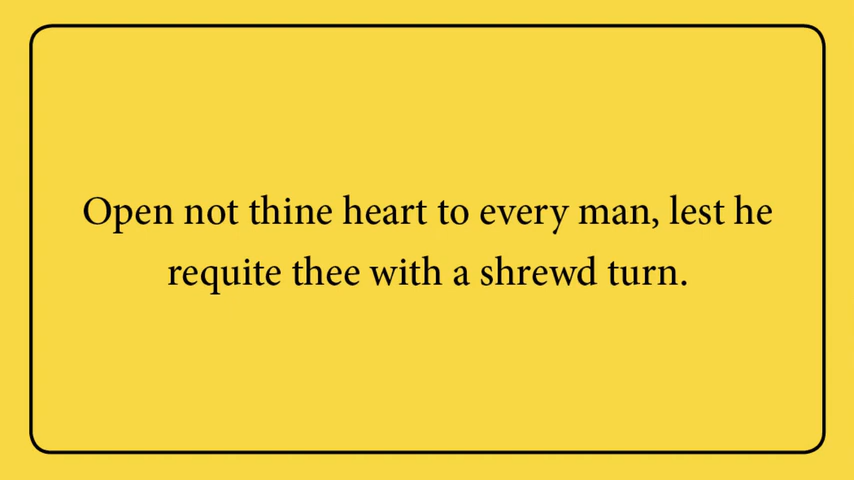 Open not thine heart to every man, lest he
requite thee with a shrewd turn.